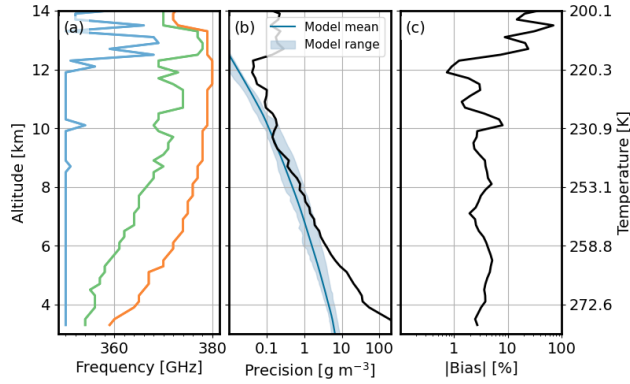 (a)
(b)
(c)
Model mean
Model range
14
12
10
8
6
4
Altitude [km]
200.1
220.3
230.9
253.1
258.8
272.6
Temperature [K]
360
380
0.1
1
10
100
1
10
100
Frequency [GHz]
Precision [g m⁻³]
|Bias| [%]